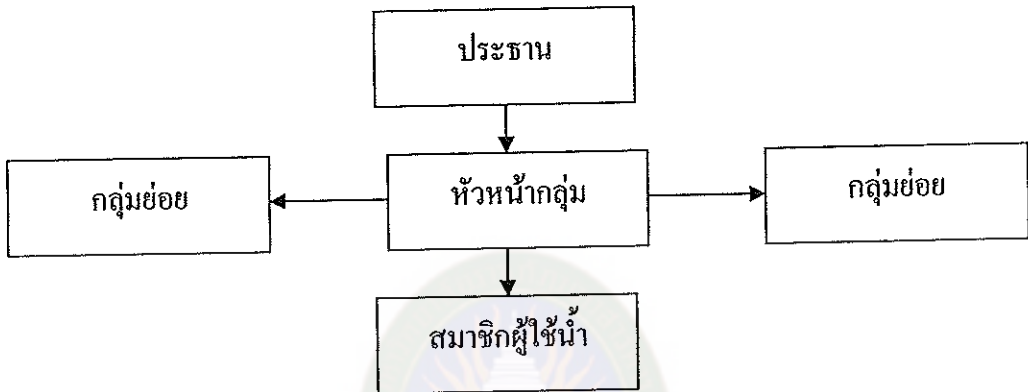 ประธาน
กลุ่มย่อย
หัวหน้ากลุ่ม
กลุ่มย่อย
สมาชิกผู้ใช้น้ำ